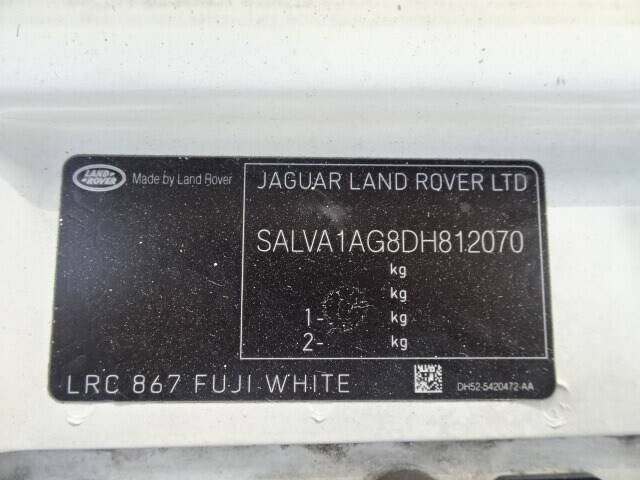 LAND ROVER
Made by Land Rover
JAGUAR LAND ROVER LTD
SALVA1AG8DH812070
kg
kg
1- kg
2- kg
LRC 867 FUJI WHITE
DH52-5420472-AA